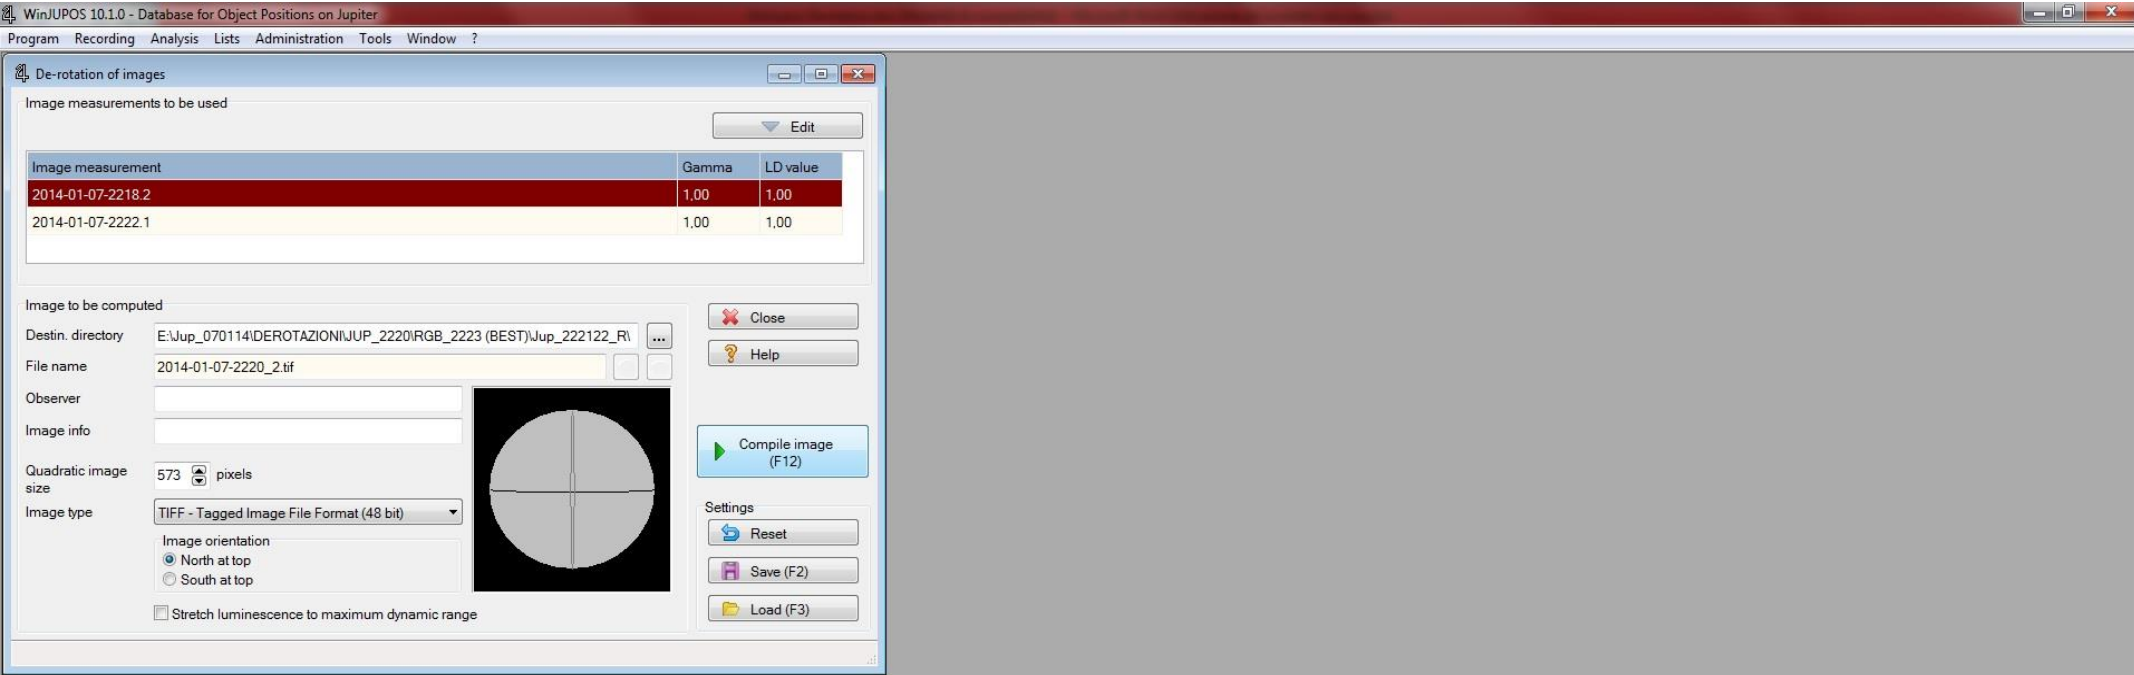 WinJUPOS 10.1.0 - Database for Object Positions on Jupiter
Program Recording Analysis Lists Administration Tools Window ?
De-rotation of images
Image measurements to be used
Edit
Image measurement Gamma LD value
2014-01-07-2218.2 1,00 1,00
2014-01-07-2222.1 1,00 1,00
Image to be computed
Destin. directory E:\Jup_070114\DEROTAZIONI\JUP_2220\RGB_2223 (BEST)\Jup_222122_R\ ...
Close
File name 2014-01-07-2220_2.tif
Help
Observer
Image info
Compile image
(F12)
Quadratic image
size
573 pixels
Image type TIFF - Tagged Image File Format (48 bit)
Settings
Reset
Image orientation
North at top
South at top
Save (F2)
Stretch luminescence to maximum dynamic range
Load (F3)